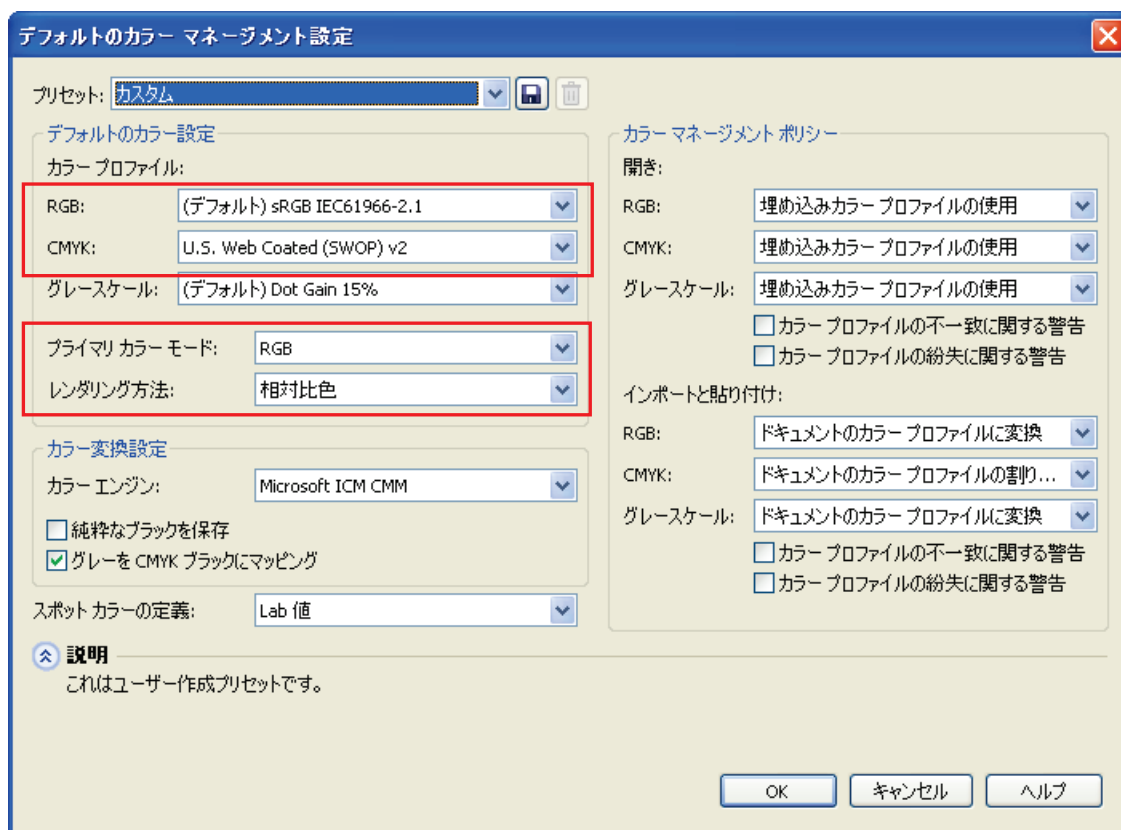 デフォルトのカラー マネージメント設定
プリセット: カスタム
デフォルトのカラー設定
カラー プロファイル:
RGB: (デフォルト) sRGB IEC61966-2.1
CMYK: U.S. Web Coated (SWOP) v2
グレースケール: (デフォルト) Dot Gain 15%
プライマリ カラー モード: RGB
レンダリング方法: 相対比色
カラー変換設定
カラー エンジン: Microsoft ICM CMM
純粋なブラックを保存
グレーを CMYK ブラックにマッピング
スポット カラーの定義: Lab 値
カラー マネージメント ポリシー
開き:
RGB: 埋め込みカラー プロファイルの使用
CMYK: 埋め込みカラー プロファイルの使用
グレースケール: 埋め込みカラー プロファイルの使用
カラー プロファイルの不一致に関する警告
カラー プロファイルの紛失に関する警告
インポートと貼り付け:
RGB: ドキュメントのカラー プロファイルに変換
CMYK: ドキュメントのカラー プロファイルの割り...
グレースケール: ドキュメントのカラー プロファイルに変換
カラー プロファイルの不一致に関する警告
カラー プロファイルの紛失に関する警告
説明
これはユーザー作成プリセットです。
OK キャンセル ヘルプ